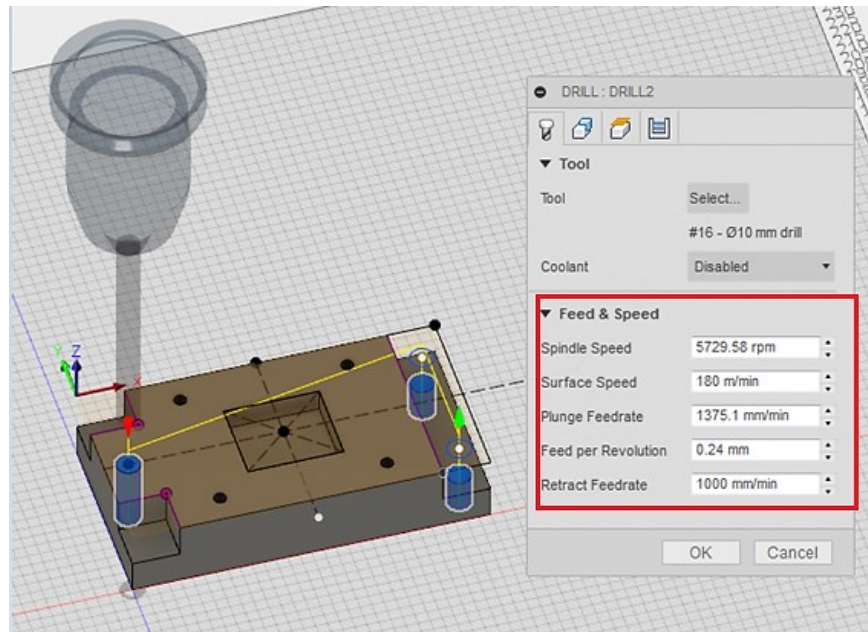 DRILL : DRILL2
Tool
Tool Select...
#16 - Ø10 mm drill
Coolant Disabled
Feed & Speed
Spindle Speed 5729.58 rpm
Surface Speed 180 m/min
Plunge Feedrate 1375.1 mm/min
Feed per Revolution 0.24 mm
Retract Feedrate 1000 mm/min
OK Cancel
Z
Y
X